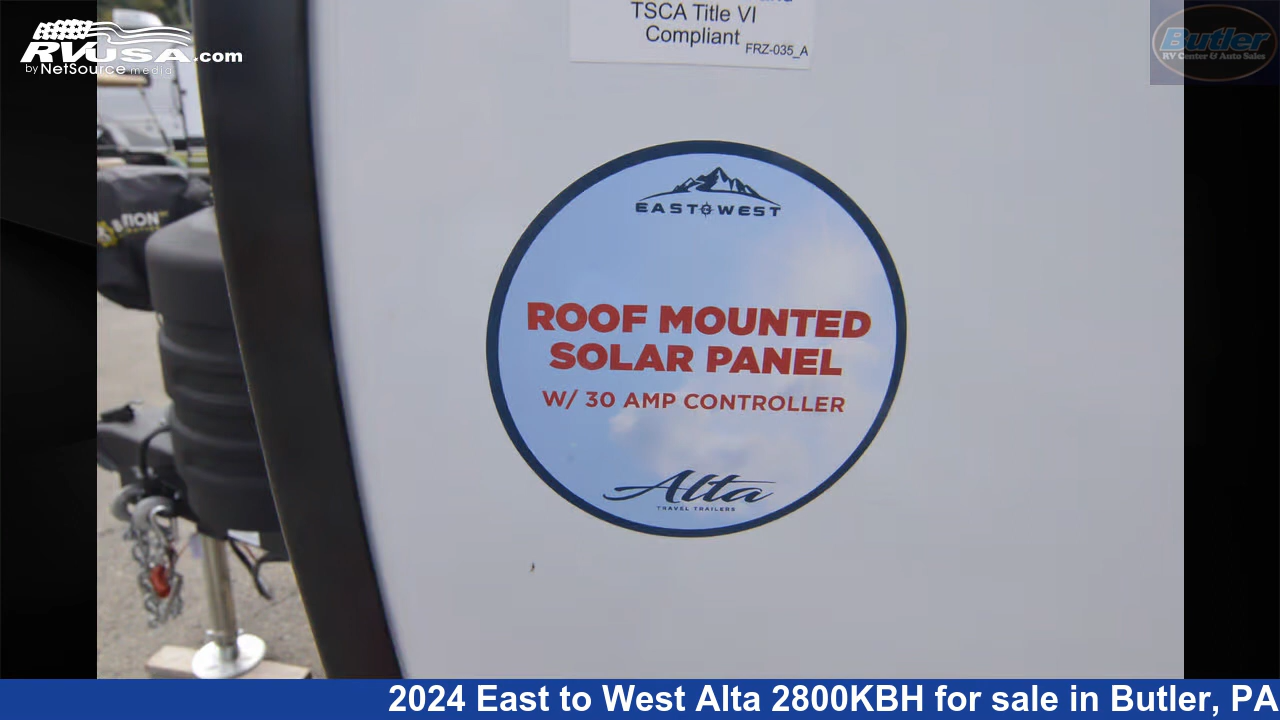 TSCA Title VI
Compliant
FRZ-035_A
RVUSA.com
by NetSource media
Butler
RV Center & Auto Sales
EAST WEST
ROOF MOUNTED
SOLAR PANEL
W/ 30 AMP CONTROLLER
Alta
TRAVEL TRAILERS
2024 East to West Alta 2800KBH for sale in Butler, PA